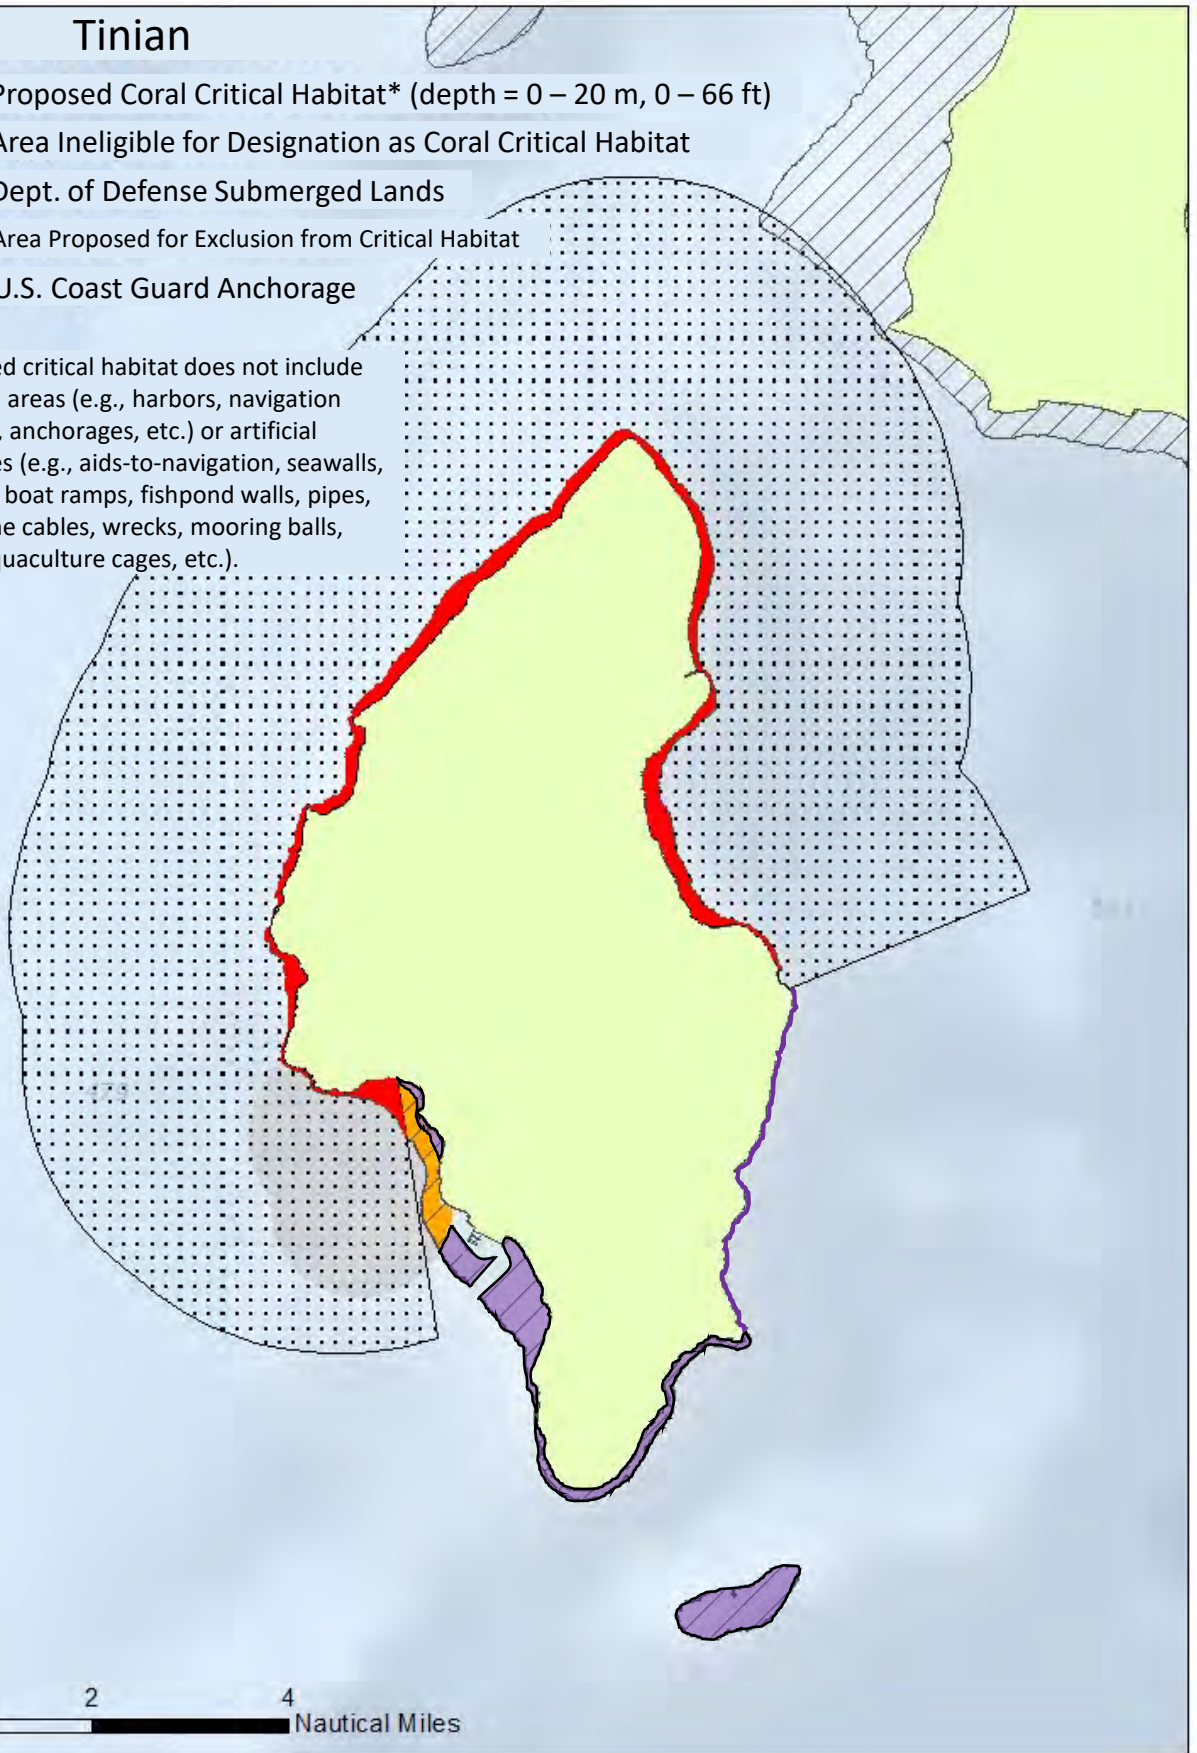 Tinian
Proposed Coral Critical Habitat* (depth = 0 – 20 m, 0 – 66 ft)
Area Ineligible for Designation as Coral Critical Habitat
Dept. of Defense Submerged Lands
Area Proposed for Exclusion from Critical Habitat
U.S. Coast Guard Anchorage
ed critical habitat does not include
areas (e.g., harbors, navigation
, anchorages, etc.) or artificial
es (e.g., aids-to-navigation, seawalls,
boat ramps, fishpond walls, pipes,
ne cables, wrecks, mooring balls,
quaculture cages, etc.).
479
2 4
Nautical Miles